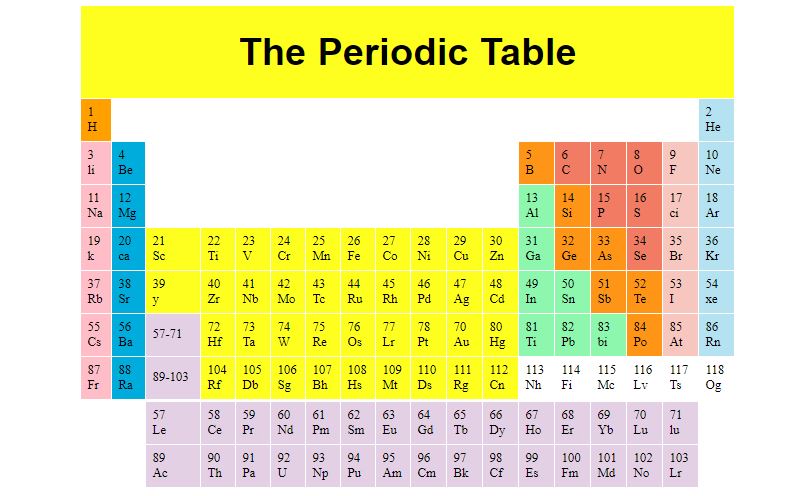 The Periodic Table
1 2
H He
3 4 5 6 7 8 9 10
li Be B C N O F Ne
11 12 13 14 15 16 17 18
Na Mg Al Si P S ci Ar
19 20 21 22 23 24 25 26 27 28 29 30 31 32 33 34 35 36
k ca Sc Ti V Cr Mn Fe Co Ni Cu Zn Ga Ge As Se Br Kr
37 38 39 40 41 42 43 44 45 46 47 48 49 50 51 52 53 54
Rb Sr y Zr Nb Mo Tc Ru Rh Pd Ag Cd In Sn Sb Te I xe
55 56 57-71 72 73 74 75 76 77 78 70 80 81 82 83 84 85 86
Cs Ba Hf Ta W Re Os Lr Pt Au Hg Ti Pb bi Po At Rn
87 88 89-103 104 105 106 107 108 109 110 111 112 113 114 115 116 117 118
Fr Ra Rf Db Sg Bh Hs Mt Ds Rg Cn Nh Fi Mc Lv Ts Og
57 58 59 60 61 62 63 64 65 66 67 68 69 70 71
Le Ce Pr Nd Pm Sm Eu Gd Tb Dy Ho Er Yb Lu lu
89 90 91 92 93 94 95 96 97 98 99 100 101 102 103
Ac Th Pa U Np Pu Am Cm Bk Cf Es Fm Md No Lr